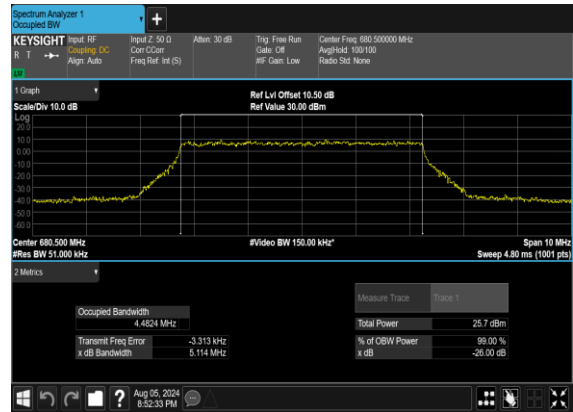 Spectrum Analyzer 1
Occupied BW
KEYSIGHT Input: RF Input Z: 50 Ω Atten: 30 dB Trig: Free Run Center Freq: 680.500000 MHz
R T Coupling: DC Corr CCorr Gate: Off Avg|Hold: 100/100
Align: Auto Freq Ref: Int (S) #IF Gain: Low Radio Std: None
1 Graph
Ref Lvl Offset 10.50 dB
Scale/Div 10.0 dB Ref Value 30.00 dBm
Log
20.0
10.0
0.00
-10.0
-20.0
-30.0
-40.0
-50.0
-60.0
Center 680.500 MHz #Video BW 150.00 kHz* Span 10 MHz
#Res BW 51.000 kHz Sweep 4.80 ms (1001 pts)
2 Metrics
Measure Trace Trace 1
Occupied Bandwidth
4.4824 MHz Total Power 25.7 dBm
Transmit Freq Error -3.313 kHz % of OBW Power 99.00 %
x dB Bandwidth 5.114 MHz x dB -26.00 dB
Aug 05, 2024
8:52:33 PM